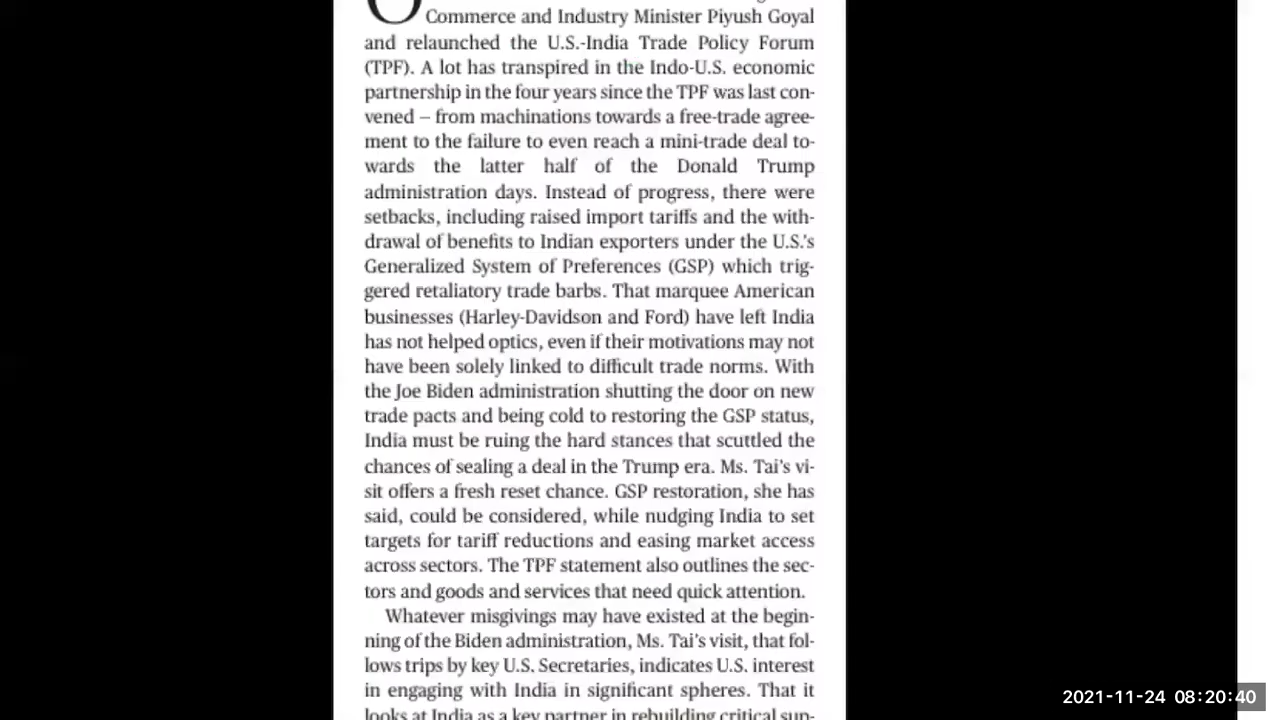 O
Commerce and Industry Minister Piyush Goyal
and relaunched the U.S.-India Trade Policy Forum
(TPF). A lot has transpired in the Indo-U.S. economic
partnership in the four years since the TPF was last con-
vened – from machinations towards a free-trade agree-
ment to the failure to even reach a mini-trade deal to-
wards the latter half of the Donald Trump
administration days. Instead of progress, there were
setbacks, including raised import tariffs and the with-
drawal of benefits to Indian exporters under the U.S.'s
Generalized System of Preferences (GSP) which trig-
gered retaliatory trade barbs. That marquee American
businesses (Harley-Davidson and Ford) have left India
has not helped optics, even if their motivations may not
have been solely linked to difficult trade norms. With
the Joe Biden administration shutting the door on new
trade pacts and being cold to restoring the GSP status,
India must be ruing the hard stances that scuttled the
chances of sealing a deal in the Trump era. Ms. Tai's vi-
sit offers a fresh reset chance. GSP restoration, she has
said, could be considered, while nudging India to set
targets for tariff reductions and easing market access
across sectors. The TPF statement also outlines the sec-
tors and goods and services that need quick attention.
Whatever misgivings may have existed at the begin-
ning of the Biden administration, Ms. Tai's visit, that fol-
lows trips by key U.S. Secretaries, indicates U.S. interest
in engaging with India in significant spheres. That it
looks at India as a key partner in rebuilding critical sup-
2021-11-24 08:20:40